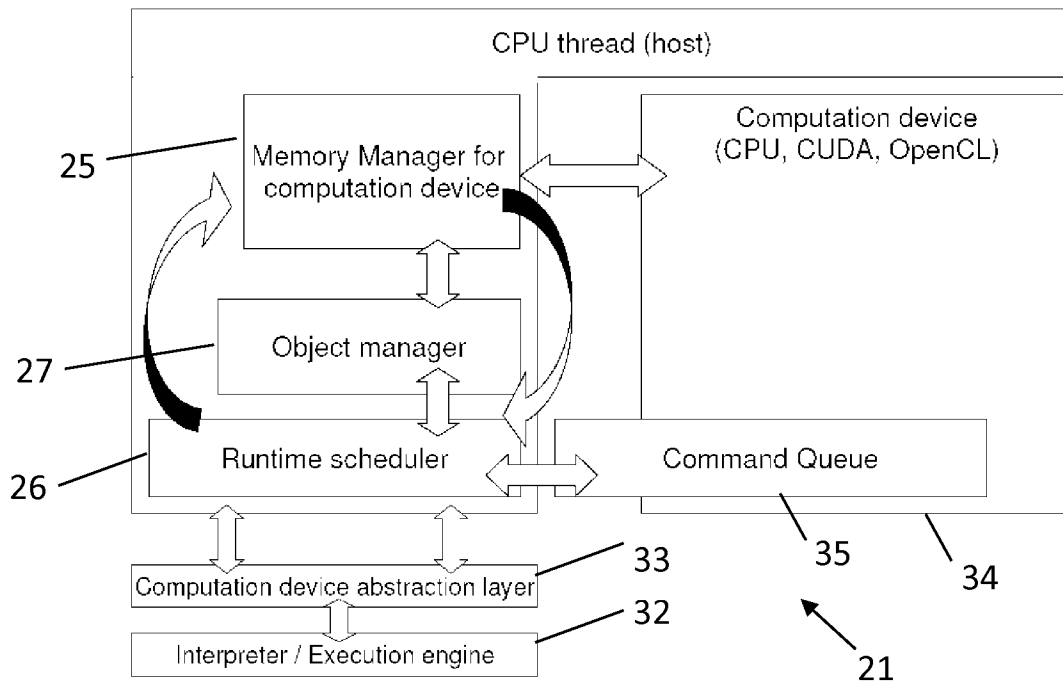 CPU thread (host)
Memory Manager for
computation device
Computation device
(CPU, CUDA, OpenCL)
25
Object manager
27
Runtime scheduler
Command Queue
26
35
34
33
Computation device abstraction layer
32
Interpreter / Execution engine
21